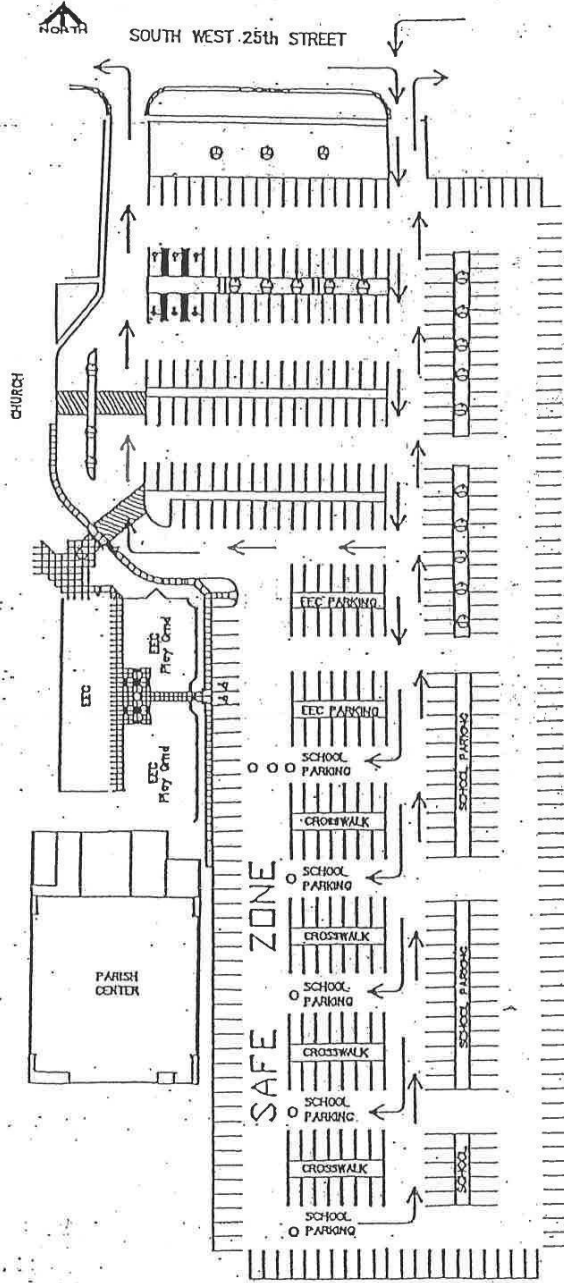 NORTH
SOUTH WEST 25th STREET
CHURCH
EEC PARKING
EEC
EEC
Play Grnd
EEC
Play Grnd
EEC PARKING
SCHOOL
PARKING
SCHOOL PARKING
CROSSWALK
SCHOOL
PARKING
SAFE ZONE
CROSSWALK
PARISH
CENTER
SCHOOL
PARKING
SCHOOL PARKING
CROSSWALK
SCHOOL
PARKING
CROSSWALK
SCHOOL
SCHOOL
PARKING